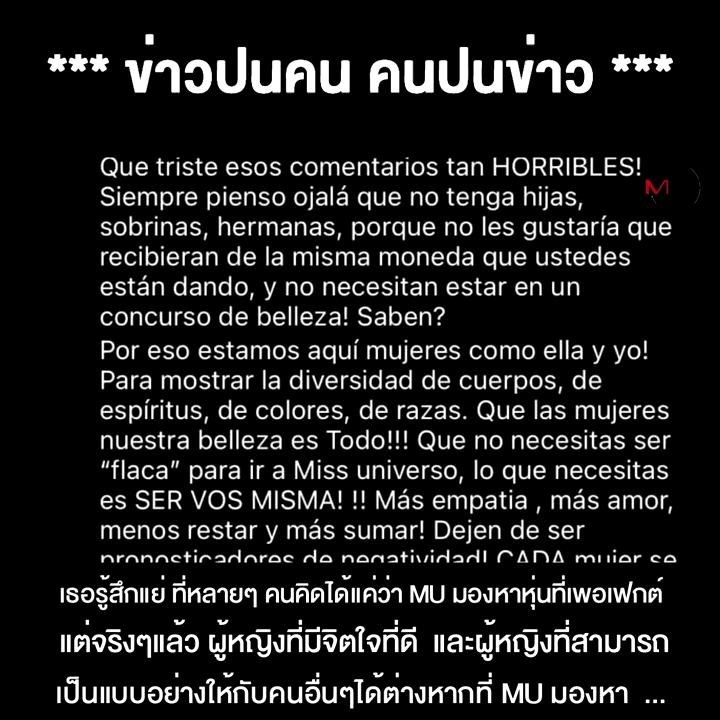 *** ข่าวปนคน คนปนข่าว ***
Que triste esos comentarios tan HORRIBLES!
M
Siempre pienso ojalá que no tenga hijas,
sobrinas, hermanas, porque no les gustaría que
recibieran de la misma moneda que ustedes
están dando, y no necesitan estar en un
concurso de belleza! Saben?
Por eso estamos aquí mujeres como ella y yo!
Para mostrar la diversidad de cuerpos, de
espíritus, de colores, de razas. Que las mujeres
nuestra belleza es Todo!!! Que no necesitas ser
“flaca” para ir a Miss universo, lo que necesitas
es SER VOS MISMA! !! Más empatia , más amor,
menos restar y más sumar! Dejen de ser
pronosticadores de negatividad! CADA mujer se
เธอรู้สึกแย่ ที่หลายๆ คนคิดได้แค่ว่า MU มองหาหุ่นที่เพอเฟกต์
แต่จริงๆแล้ว ผู้หญิงที่มีจิตใจที่ดี และผู้หญิงที่สามารถ
เป็นแบบอย่างให้กับคนอื่นๆได้ต่างหากที่ MU มองหา ...